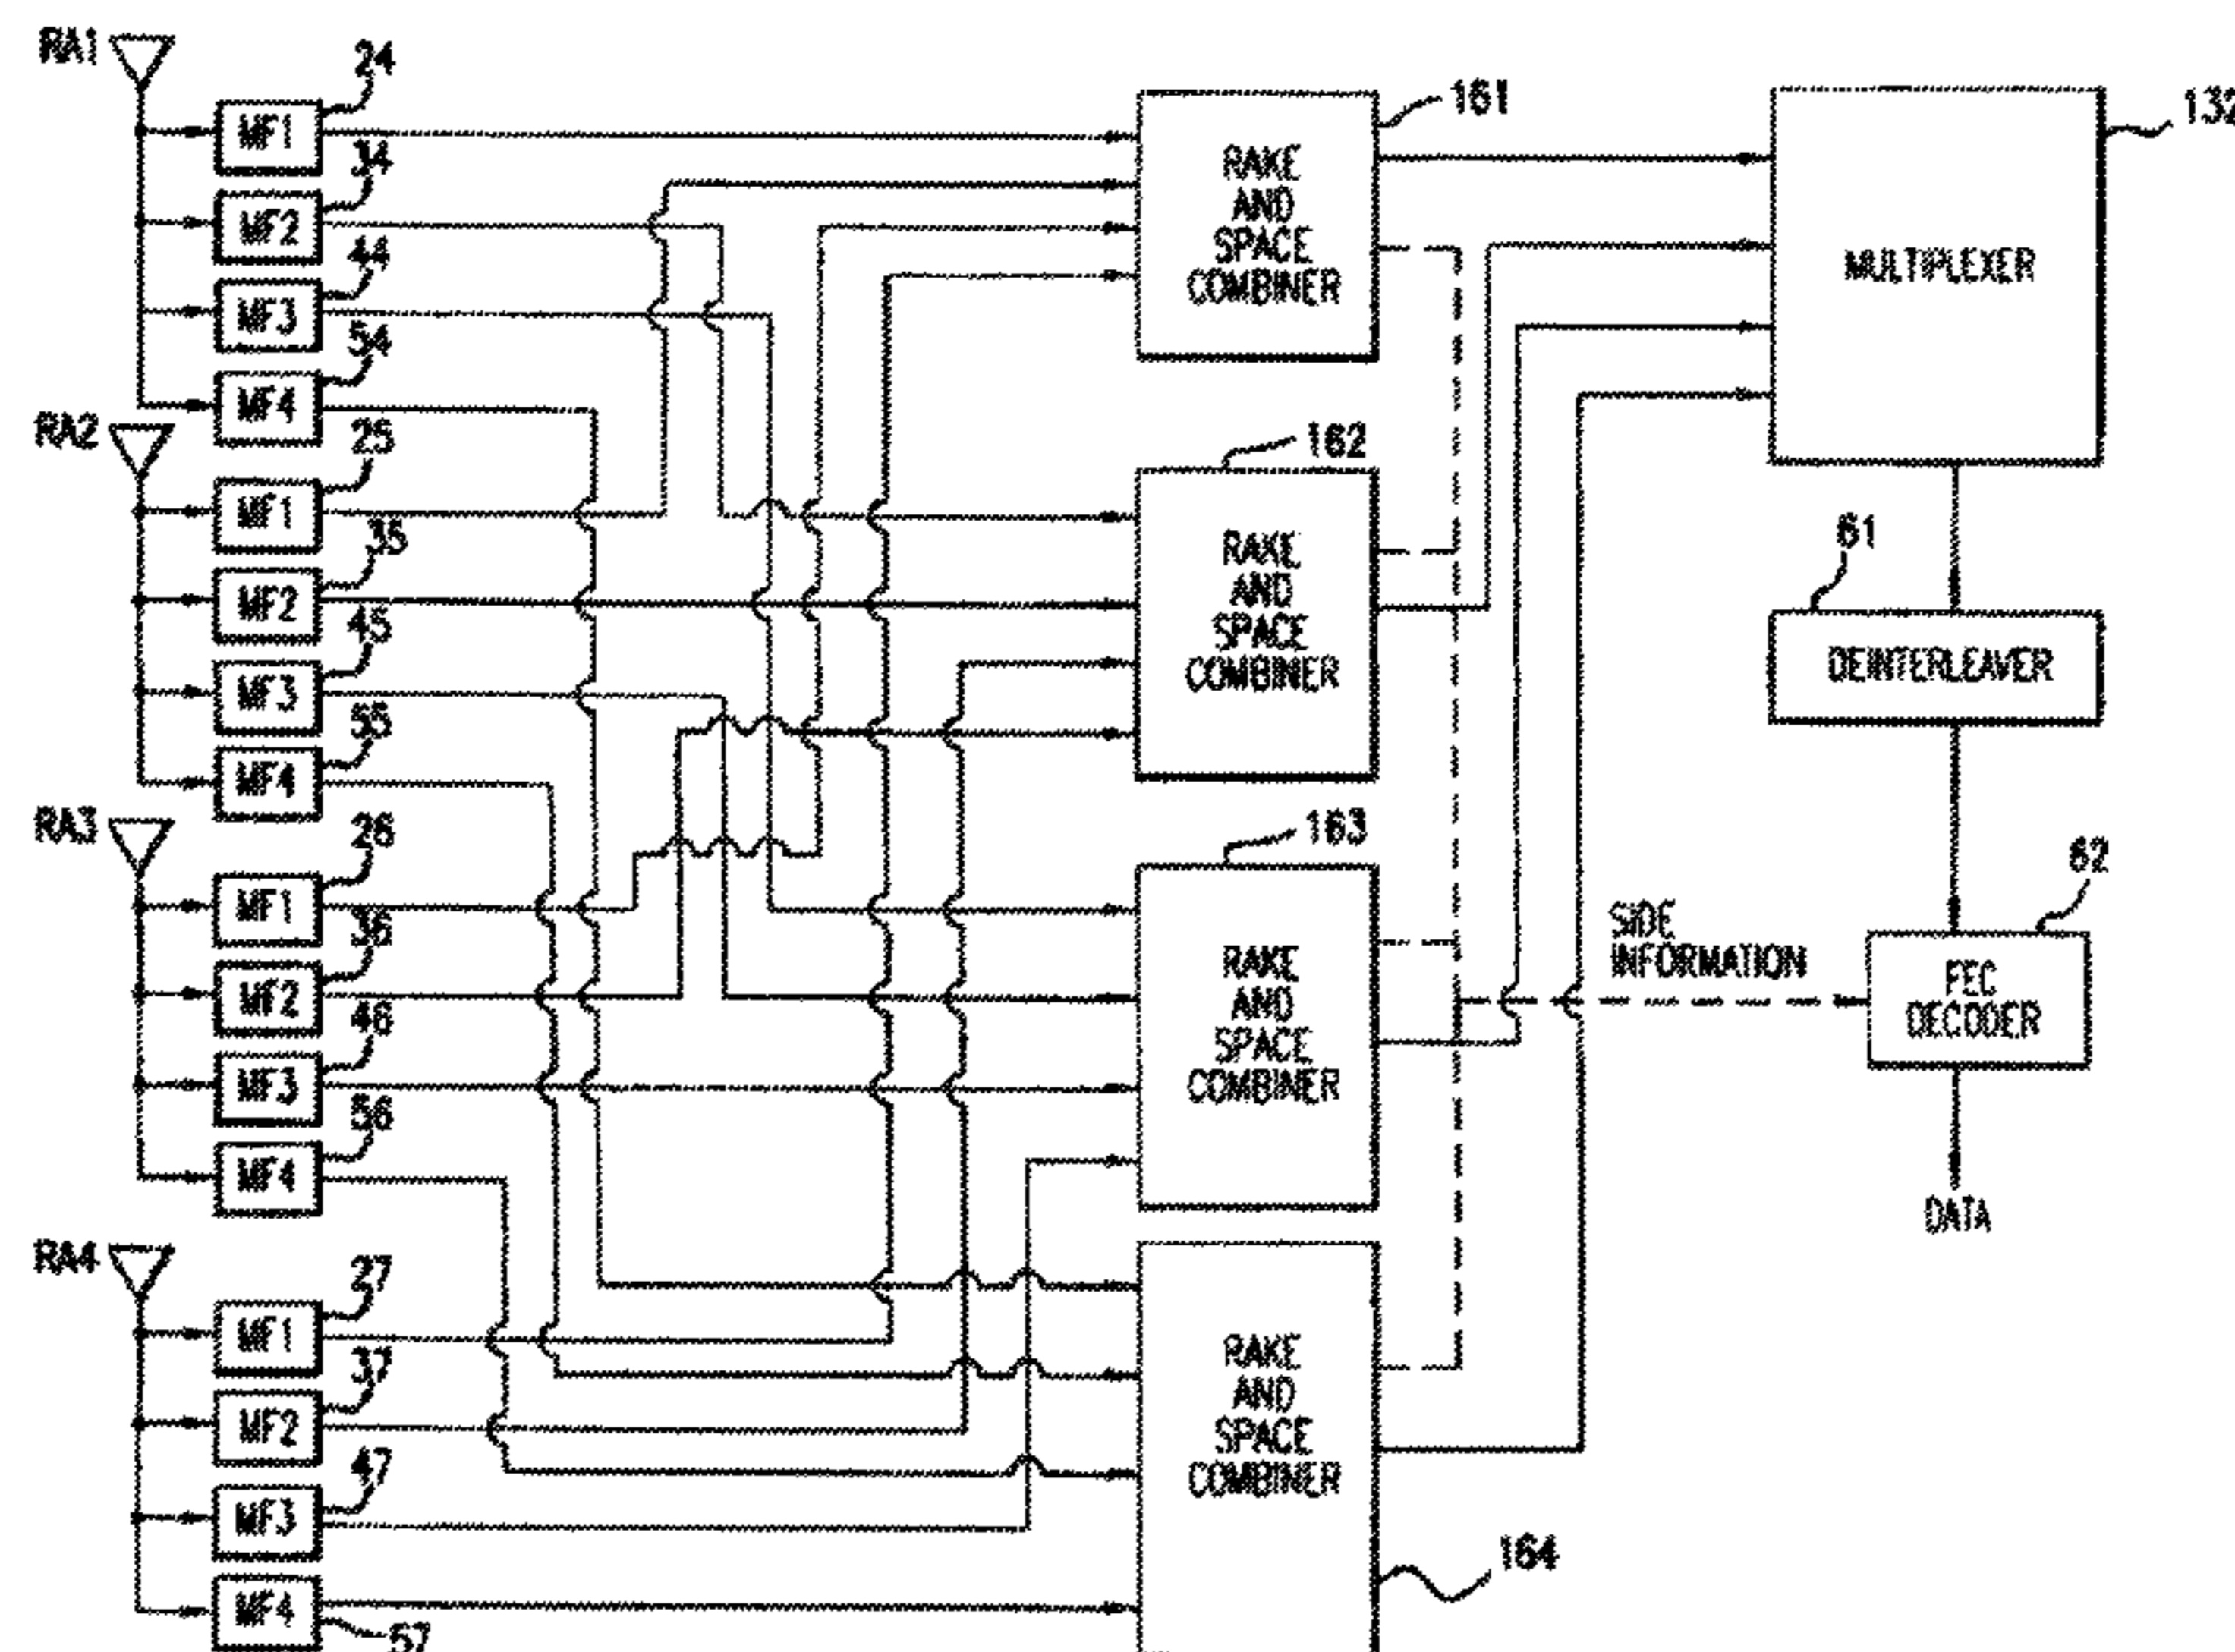 RA1
24
MF1
34
MF2
44
MF3
54
MF4
RA2
25
MF1
35
MF2
45
MF3
55
MF4
RA3
26
MF1
36
MF2
46
MF3
56
MF4
RA4
27
MF1
37
MF2
47
MF3
MF4
57
161
RAKE
AND
SPACE
COMBINER
162
RAKE
AND
SPACE
COMBINER
163
RAKE
AND
SPACE
COMBINER
RAKE
AND
SPACE
COMBINER
164
132
MULTIPLEXER
61
DEINTERLEAVER
62
SIDE
INFORMATION
FEC
DECODER
DATA